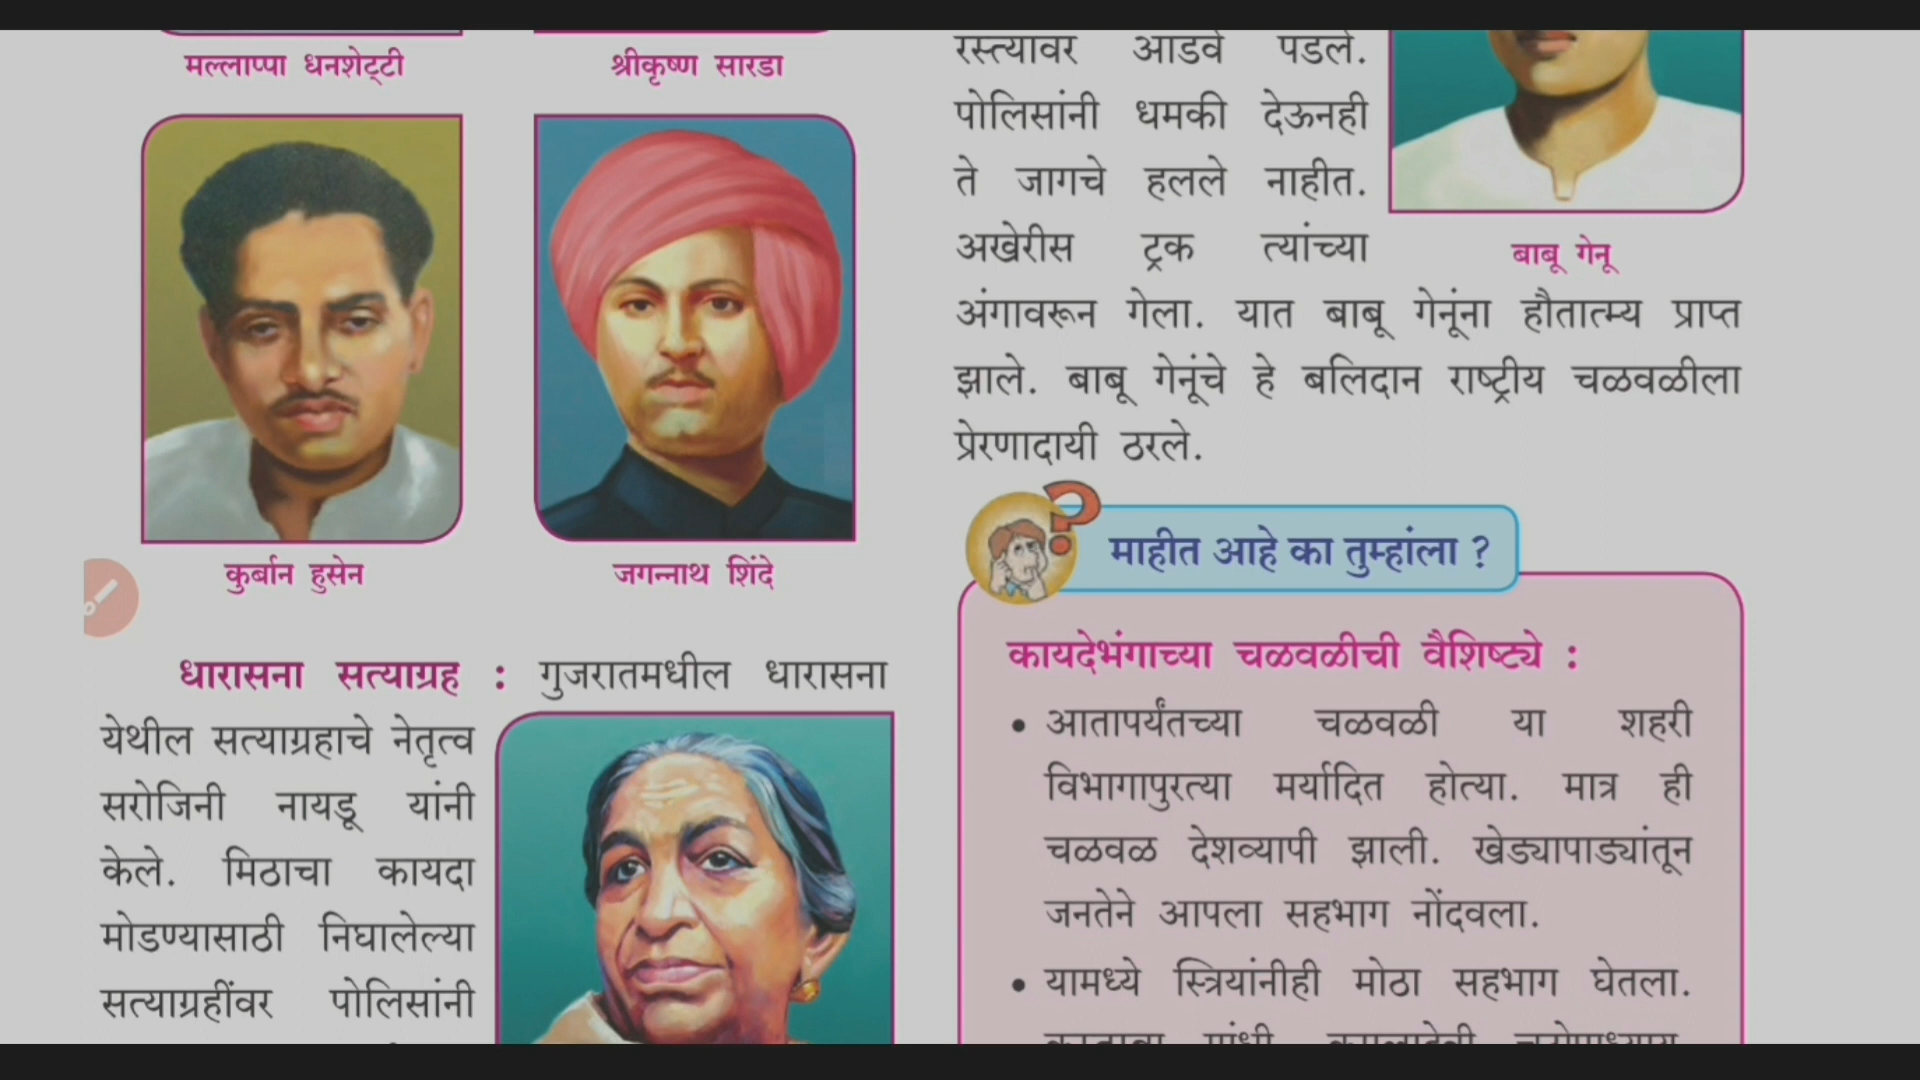 मल्लाप्पा धनशेट्टी
श्रीकृष्ण सारडा
कुर्बान हुसेन
जगन्नाथ शिंदे
धारासना सत्याग्रह : गुजरातमधील धारासना
येथील सत्याग्रहाचे नेतृत्व
सरोजिनी नायडू यांनी
केले. मिठाचा कायदा
मोडण्यासाठी निघालेल्या
सत्याग्रहींवर पोलिसांनी
रस्त्यावर आडवे पडले.
पोलिसांनी धमकी देऊनही
ते जागचे हलले नाहीत.
अखेरीस ट्रक त्यांच्या
बाबू गेनू
अंगावरून गेला. यात बाबू गेनूंना हौतात्म्य प्राप्त
झाले. बाबू गेनूंचे हे बलिदान राष्ट्रीय चळवळीला
प्रेरणादायी ठरले.
माहीत आहे का तुम्हांला ?
कायदेभंगाच्या चळवळीची वैशिष्ट्ये :
• आतापर्यंतच्या चळवळी या शहरी
विभागापुरत्या मर्यादित होत्या. मात्र ही
चळवळ देशव्यापी झाली. खेड्यापाड्यांतून
जनतेने आपला सहभाग नोंदवला.
• यामध्ये स्त्रियांनीही मोठा सहभाग घेतला.